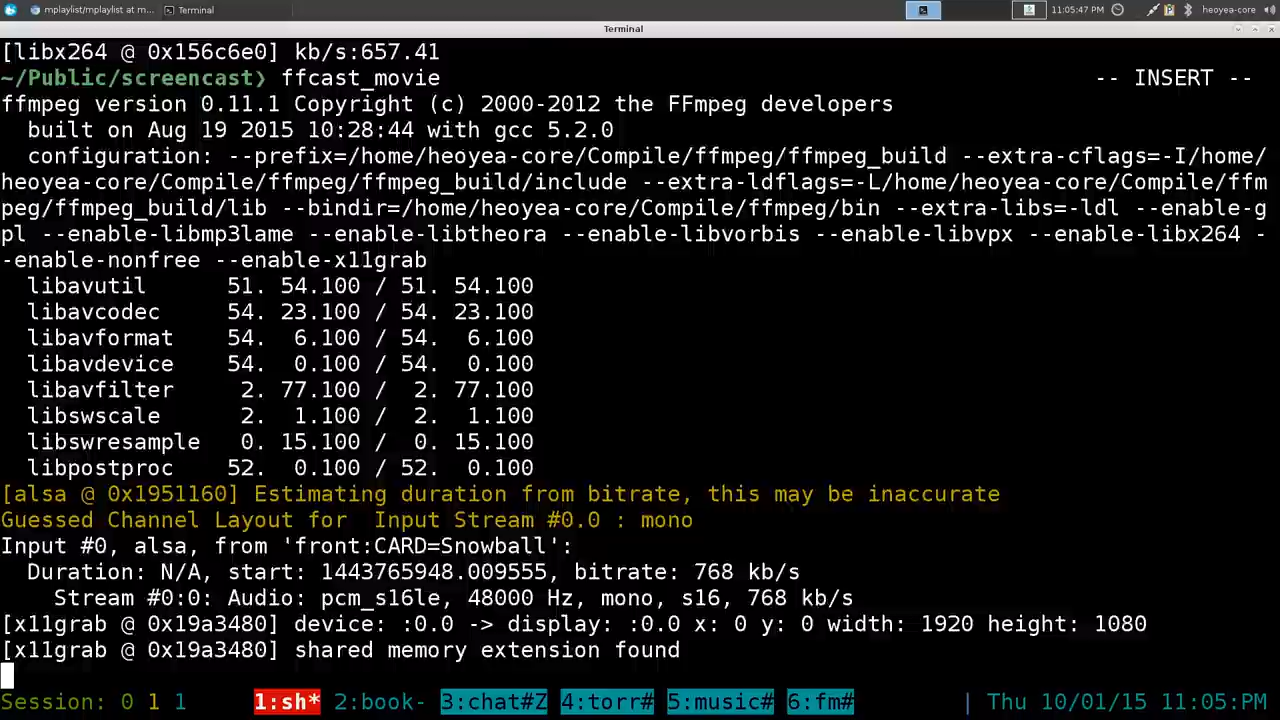 mplaylist/mplaylist at m... Terminal 11:05:47 PM heoyea-core
Terminal
[libx264 @ 0x156c6e0] kb/s:657.41
~/Public/screencast❯ ffcast_movie -- INSERT --
ffmpeg version 0.11.1 Copyright (c) 2000-2012 the FFmpeg developers
built on Aug 19 2015 10:28:44 with gcc 5.2.0
configuration: --prefix=/home/heoyea-core/Compile/ffmpeg/ffmpeg_build --extra-cflags=-I/home/
heoyea-core/Compile/ffmpeg/ffmpeg_build/include --extra-ldflags=-L/home/heoyea-core/Compile/ffm
peg/ffmpeg_build/lib --bindir=/home/heoyea-core/Compile/ffmpeg/bin --extra-libs=-ldl --enable-g
pl --enable-libmp3lame --enable-libtheora --enable-libvorbis --enable-libvpx --enable-libx264 -
-enable-nonfree --enable-x11grab
libavutil 51. 54.100 / 51. 54.100
libavcodec 54. 23.100 / 54. 23.100
libavformat 54. 6.100 / 54. 6.100
libavdevice 54. 0.100 / 54. 0.100
libavfilter 2. 77.100 / 2. 77.100
libswscale 2. 1.100 / 2. 1.100
libswresample 0. 15.100 / 0. 15.100
libpostproc 52. 0.100 / 52. 0.100
[alsa @ 0x1951160] Estimating duration from bitrate, this may be inaccurate
Guessed Channel Layout for Input Stream #0.0 : mono
Input #0, alsa, from 'front:CARD=Snowball':
Duration: N/A, start: 1443765948.009555, bitrate: 768 kb/s
Stream #0:0: Audio: pcm_s16le, 48000 Hz, mono, s16, 768 kb/s
[x11grab @ 0x19a3480] device: :0.0 -> display: :0.0 x: 0 y: 0 width: 1920 height: 1080
[x11grab @ 0x19a3480] shared memory extension found
Session: 0 1 1 1:sh* 2:book- 3:chat#Z 4:torr# 5:music# 6:fm# | Thu 10/01/15 11:05:PM